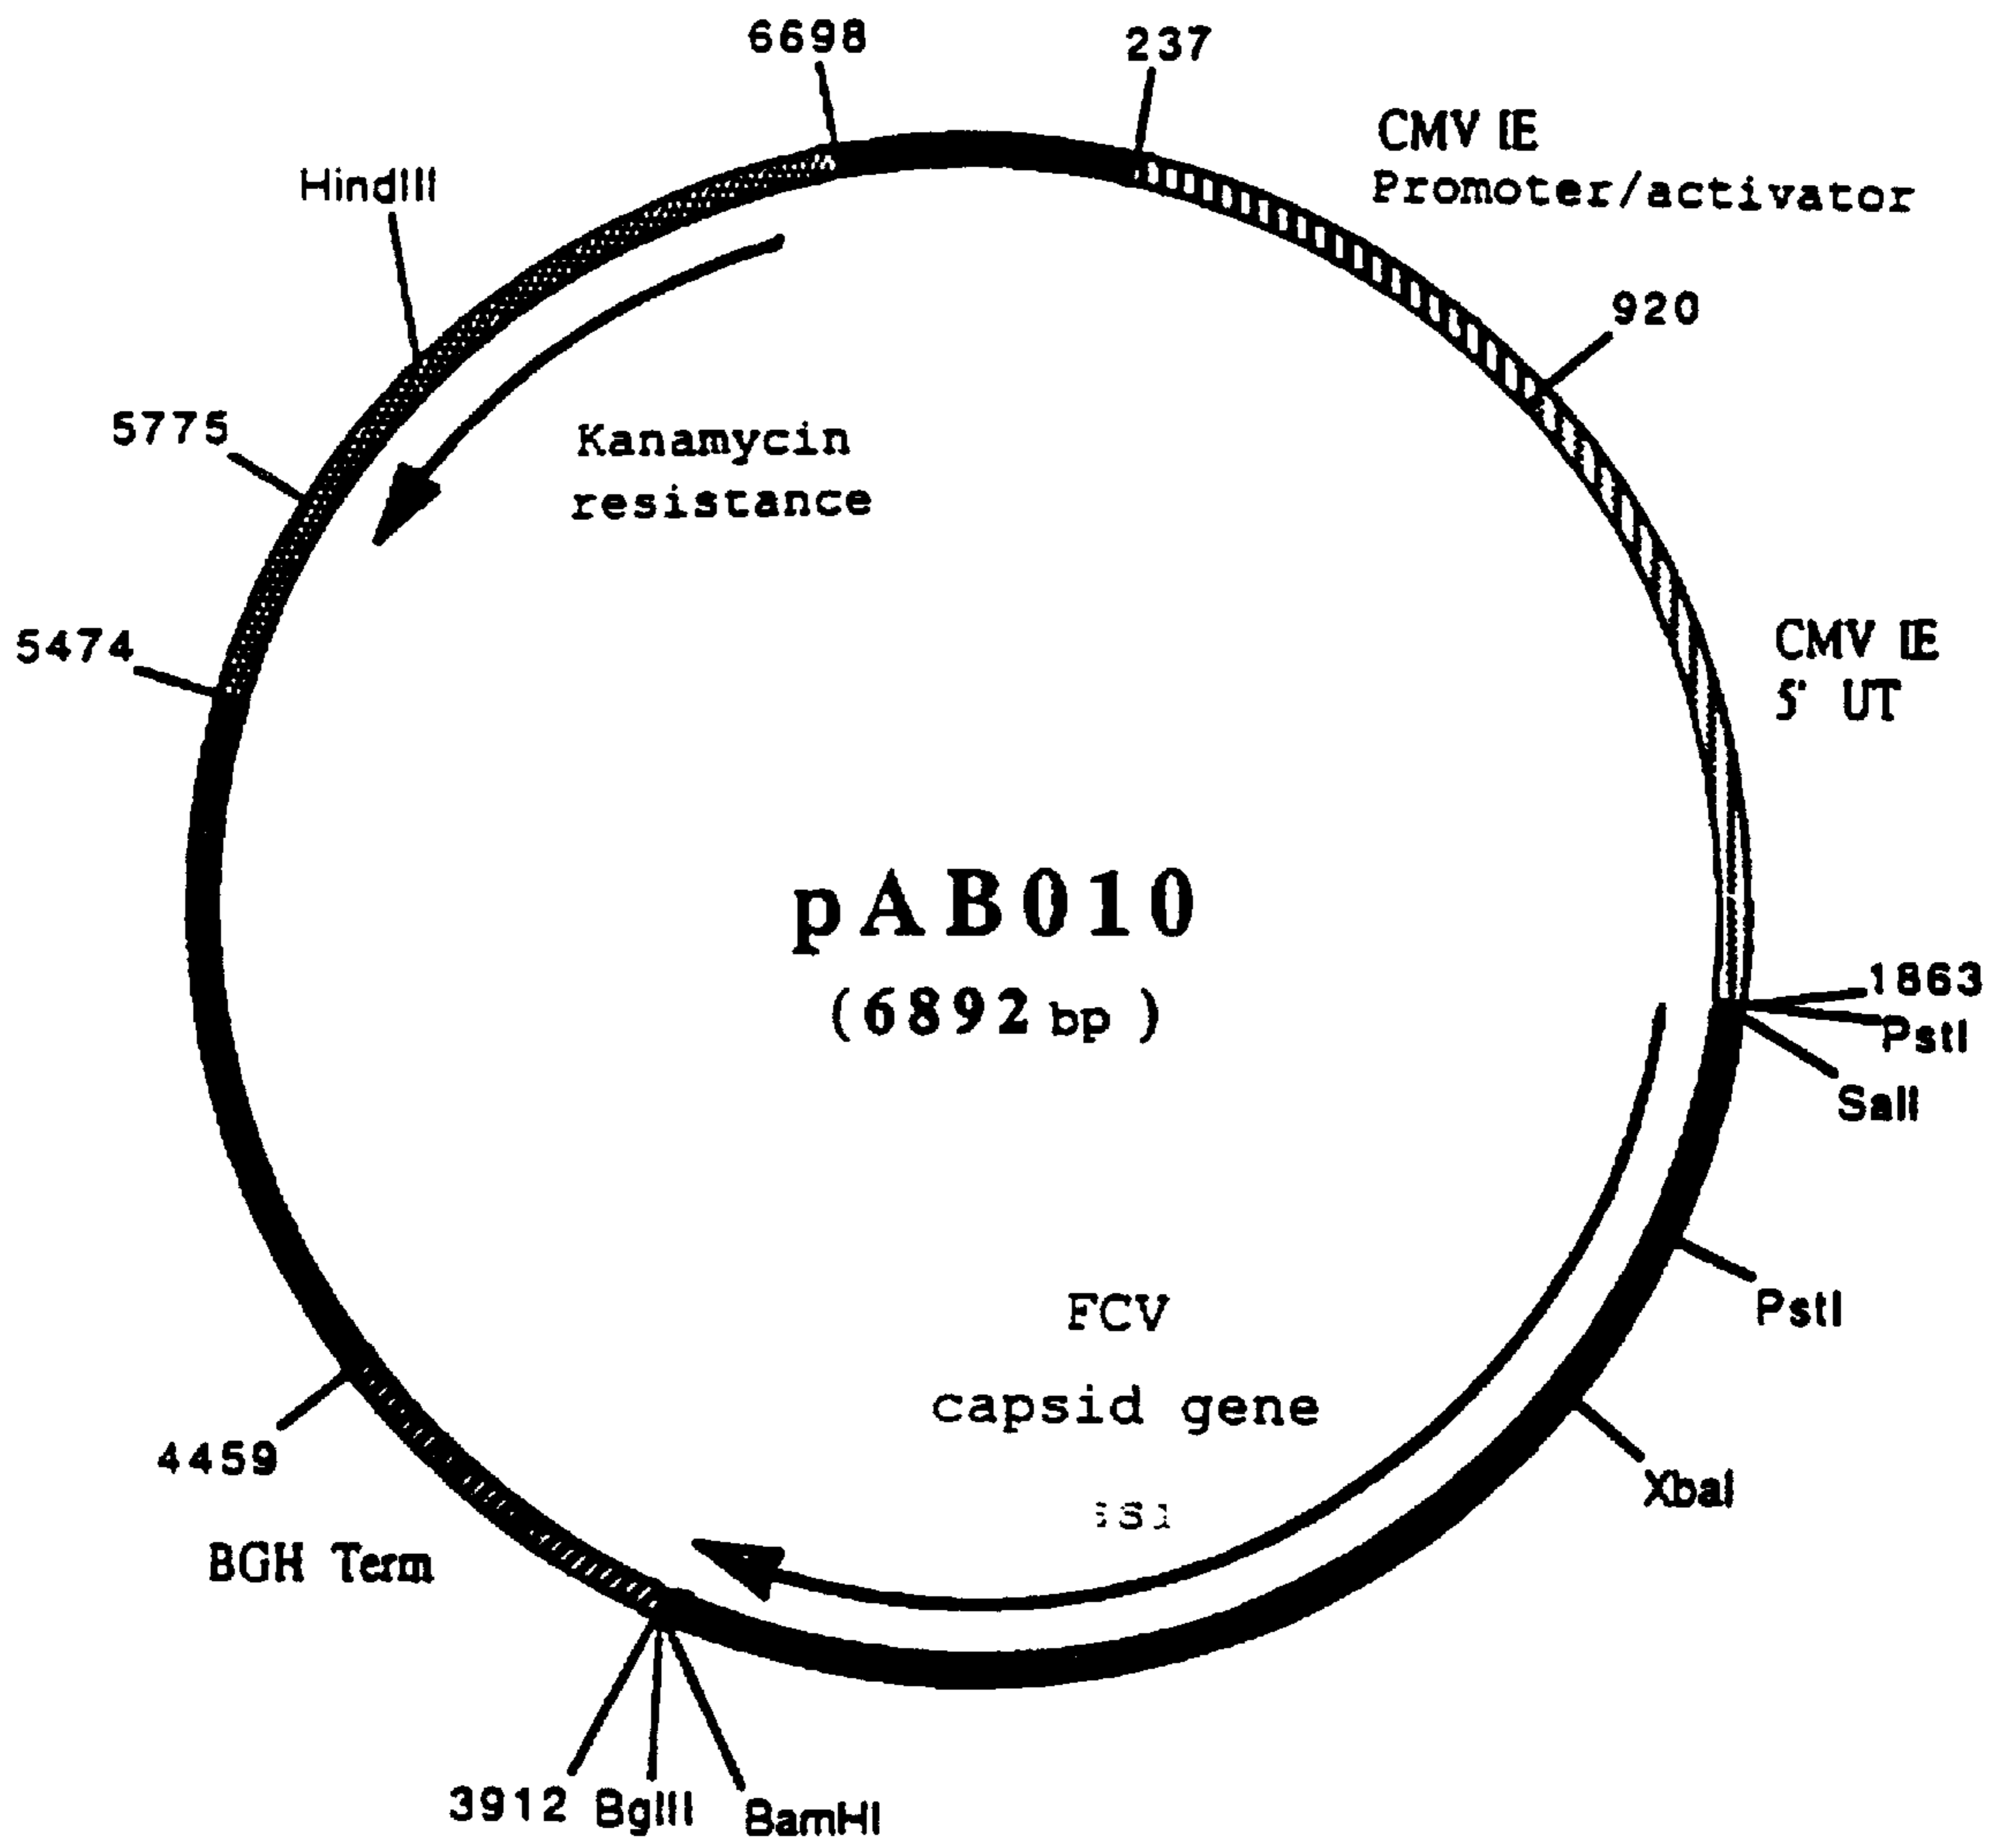 6698
237
CMV IE
Promoter/activator
HindIII
920
5775
Kanamycin
resistance
5474
CMV IE
5' UT
pAB010
(6892 bp )
1863
PstI
SalI
PstI
FCV
capsid gene
XbaI
4459
BGH Term
3912 BglII BamHI